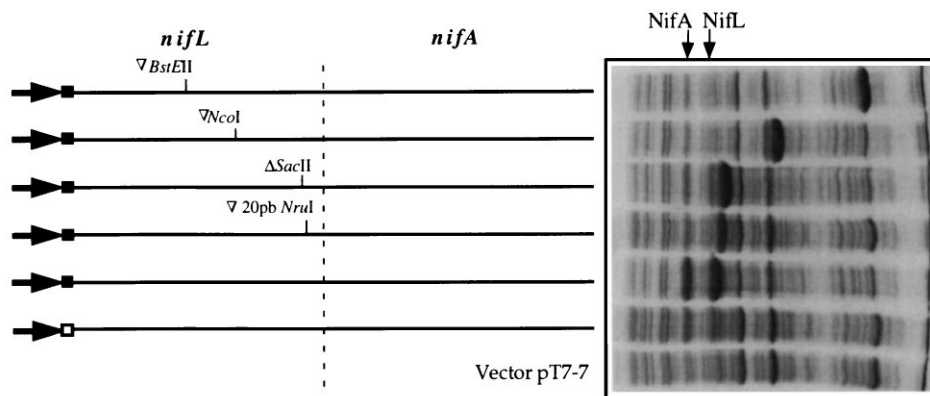 nifL nifA NifA NifL
∇ BstEII
∇NcoI
ΔSacII
∇ 20pb NruI
Vector pT7-7